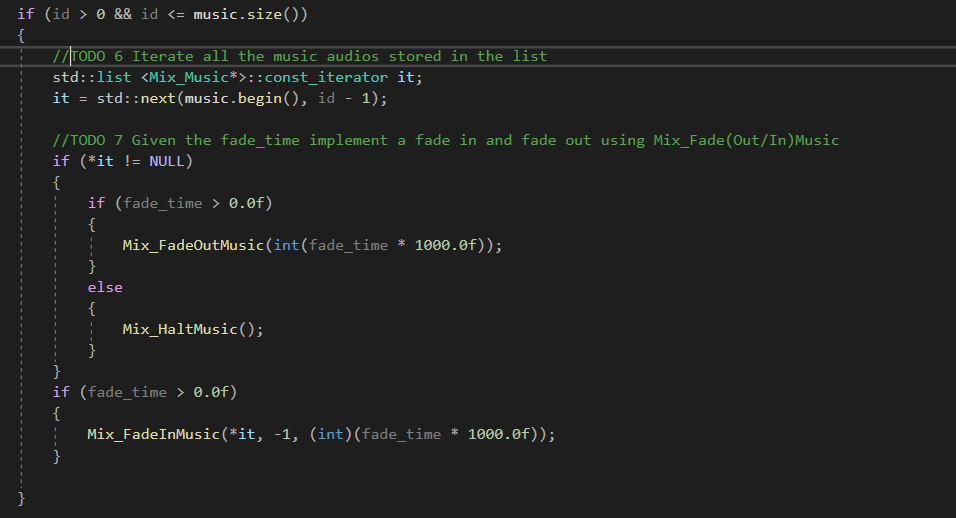 if (id > 0 && id <= music.size())
{
//TODO 6 Iterate all the music audios stored in the list
std::list <Mix_Music*>::const_iterator it;
it = std::next(music.begin(), id - 1);
//TODO 7 Given the fade_time implement a fade in and fade out using Mix_Fade(Out/In)Music
if (*it != NULL)
{
if (fade_time > 0.0f)
{
Mix_FadeOutMusic(int(fade_time * 1000.0f));
}
else
{
Mix_HaltMusic();
}
}
if (fade_time > 0.0f)
{
Mix_FadeInMusic(*it, -1, (int)(fade_time * 1000.0f));
}
}